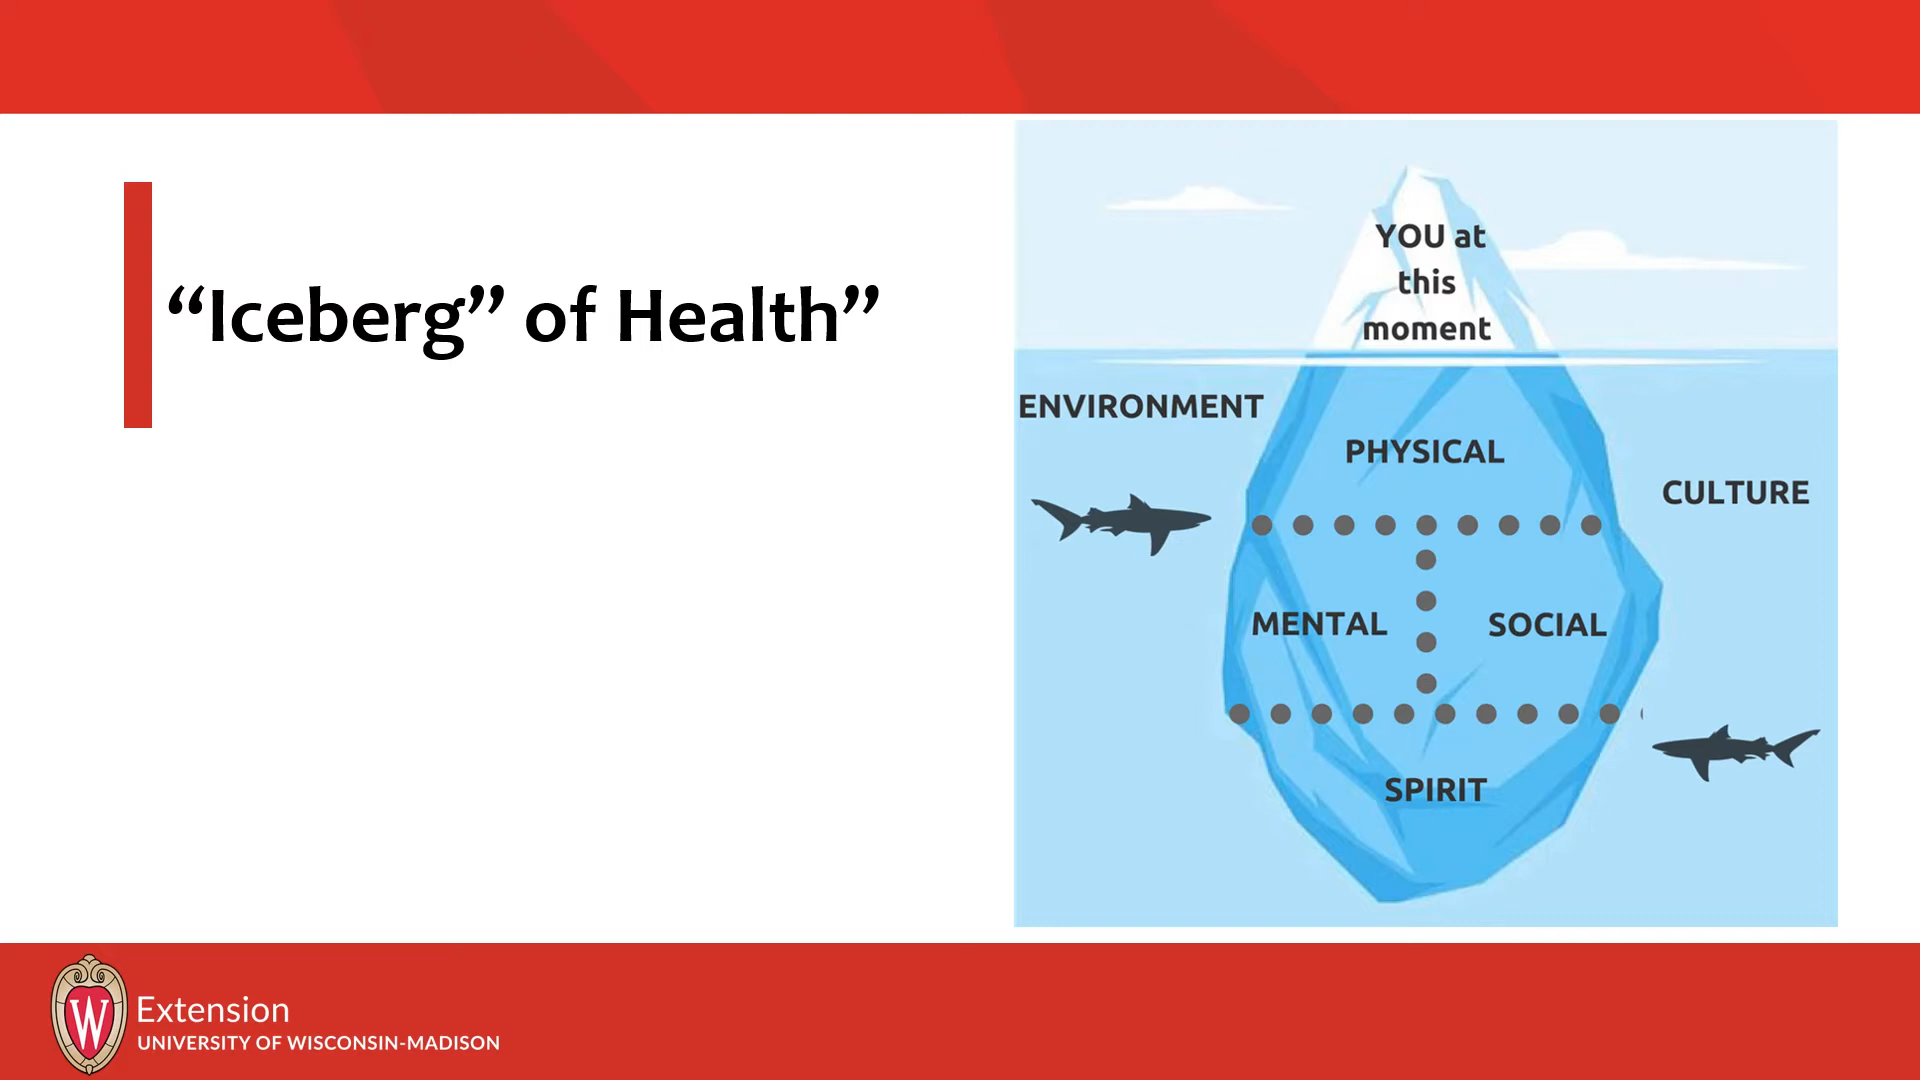 “Iceberg” of Health”
YOU at
this
moment
ENVIRONMENT
PHYSICAL
CULTURE
MENTAL
SOCIAL
SPIRIT
W
Extension
UNIVERSITY OF WISCONSIN-MADISON